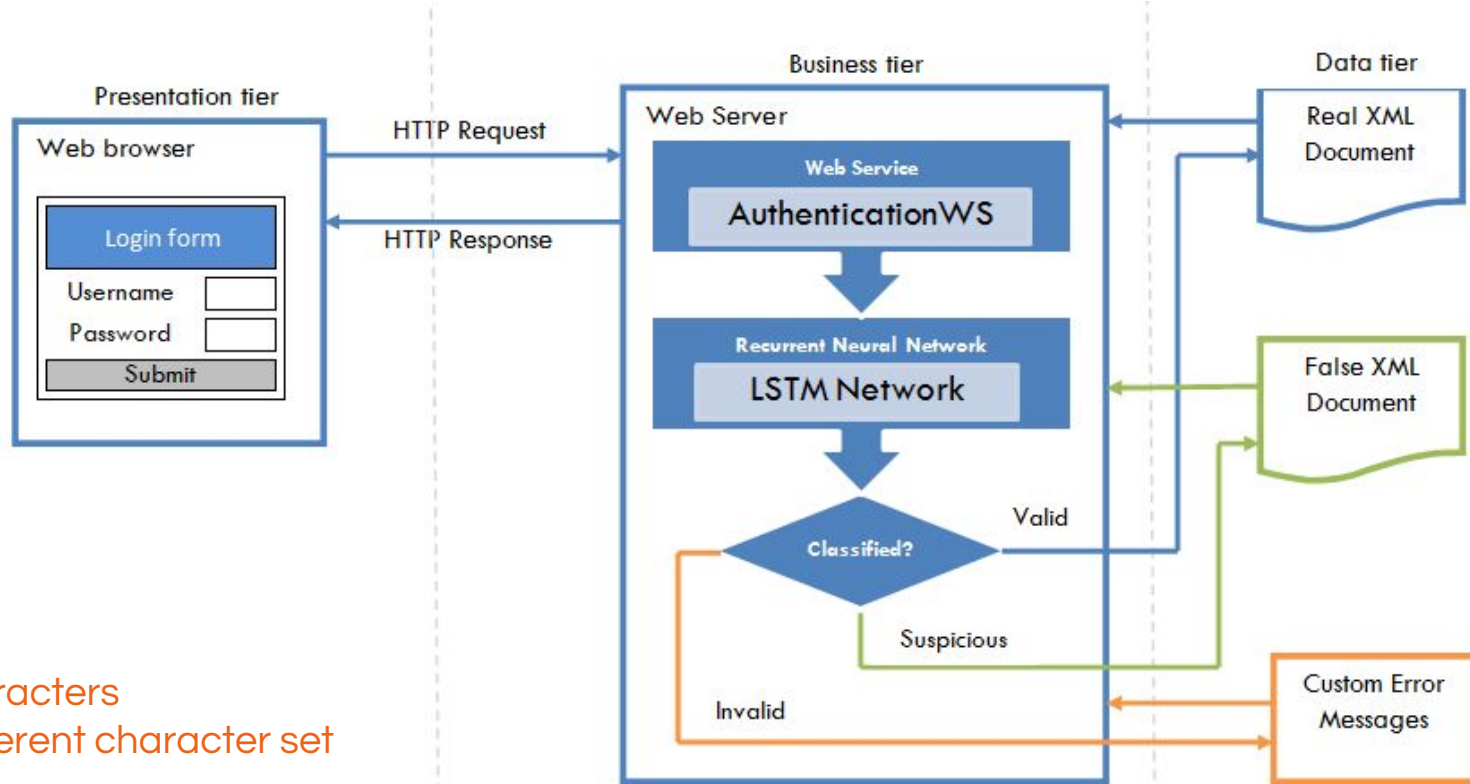 Presentation tier
Web browser
Login form
Username
Password
Submit
HTTP Request
HTTP Response
Business tier
Web Server
Web Service
AuthenticationWS
Recurrent Neural Network
LSTM Network
Classified?
Valid
Suspicious
Invalid
Data tier
Real XML
Document
False XML
Document
Custom Error
Messages
racters
erent character set